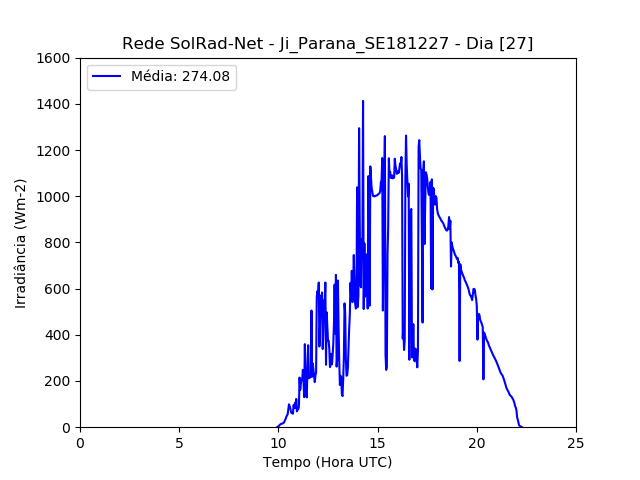 Rede SolRad-Net - Ji_Parana_SE181227 - Dia [27]
Média: 274.08
Irradiância (Wm-2)
1600
1400
1200
1000
800
600
400
200
0
0 5 10 15 20 25
Tempo (Hora UTC)